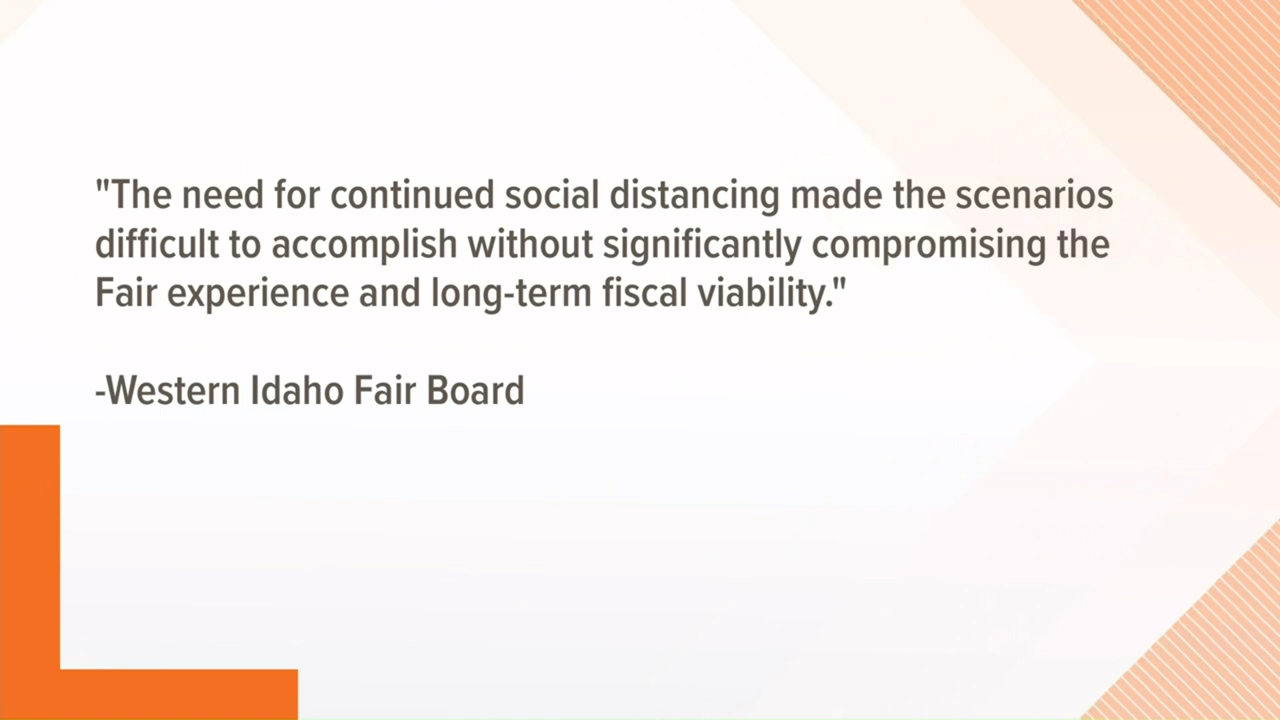 "The need for continued social distancing made the scenarios
difficult to accomplish without significantly compromising the
Fair experience and long-term fiscal viability."
-Western Idaho Fair Board